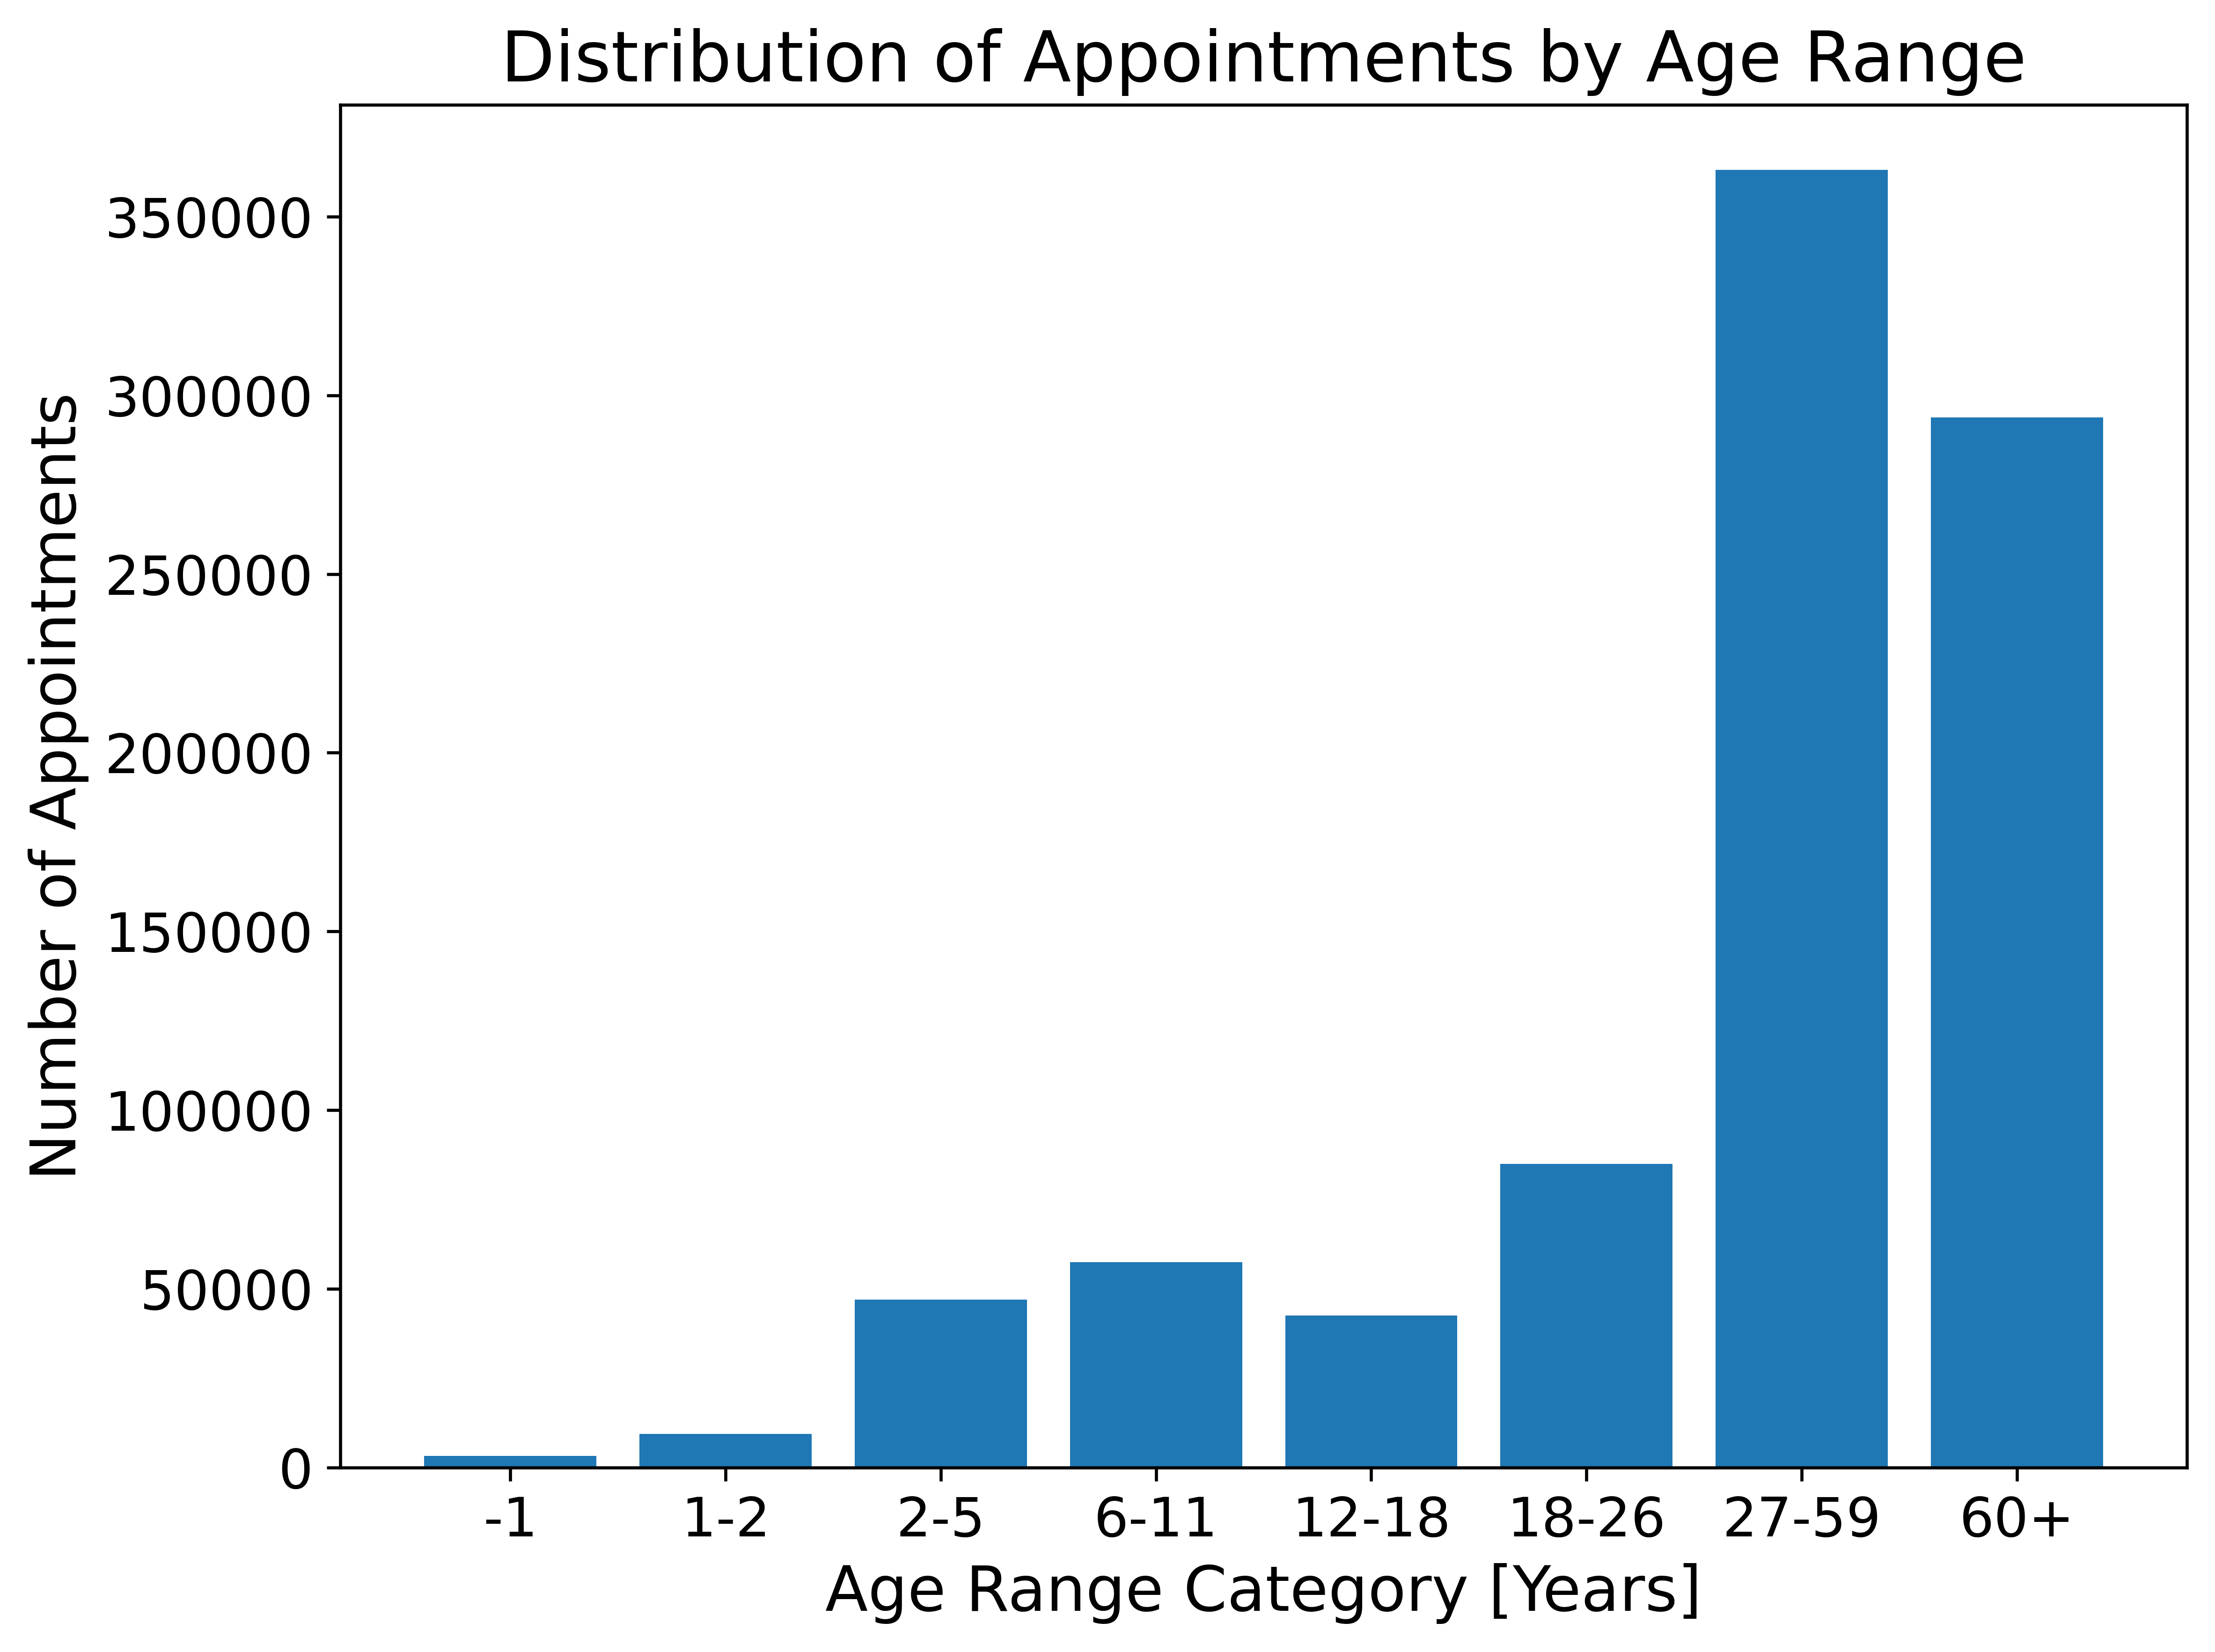 Distribution of Appointments by Age Range
Number of Appointments
350000
300000
250000
200000
150000
100000
50000
0
-1 1-2 2-5 6-11 12-18 18-26 27-59 60+
Age Range Category [Years]